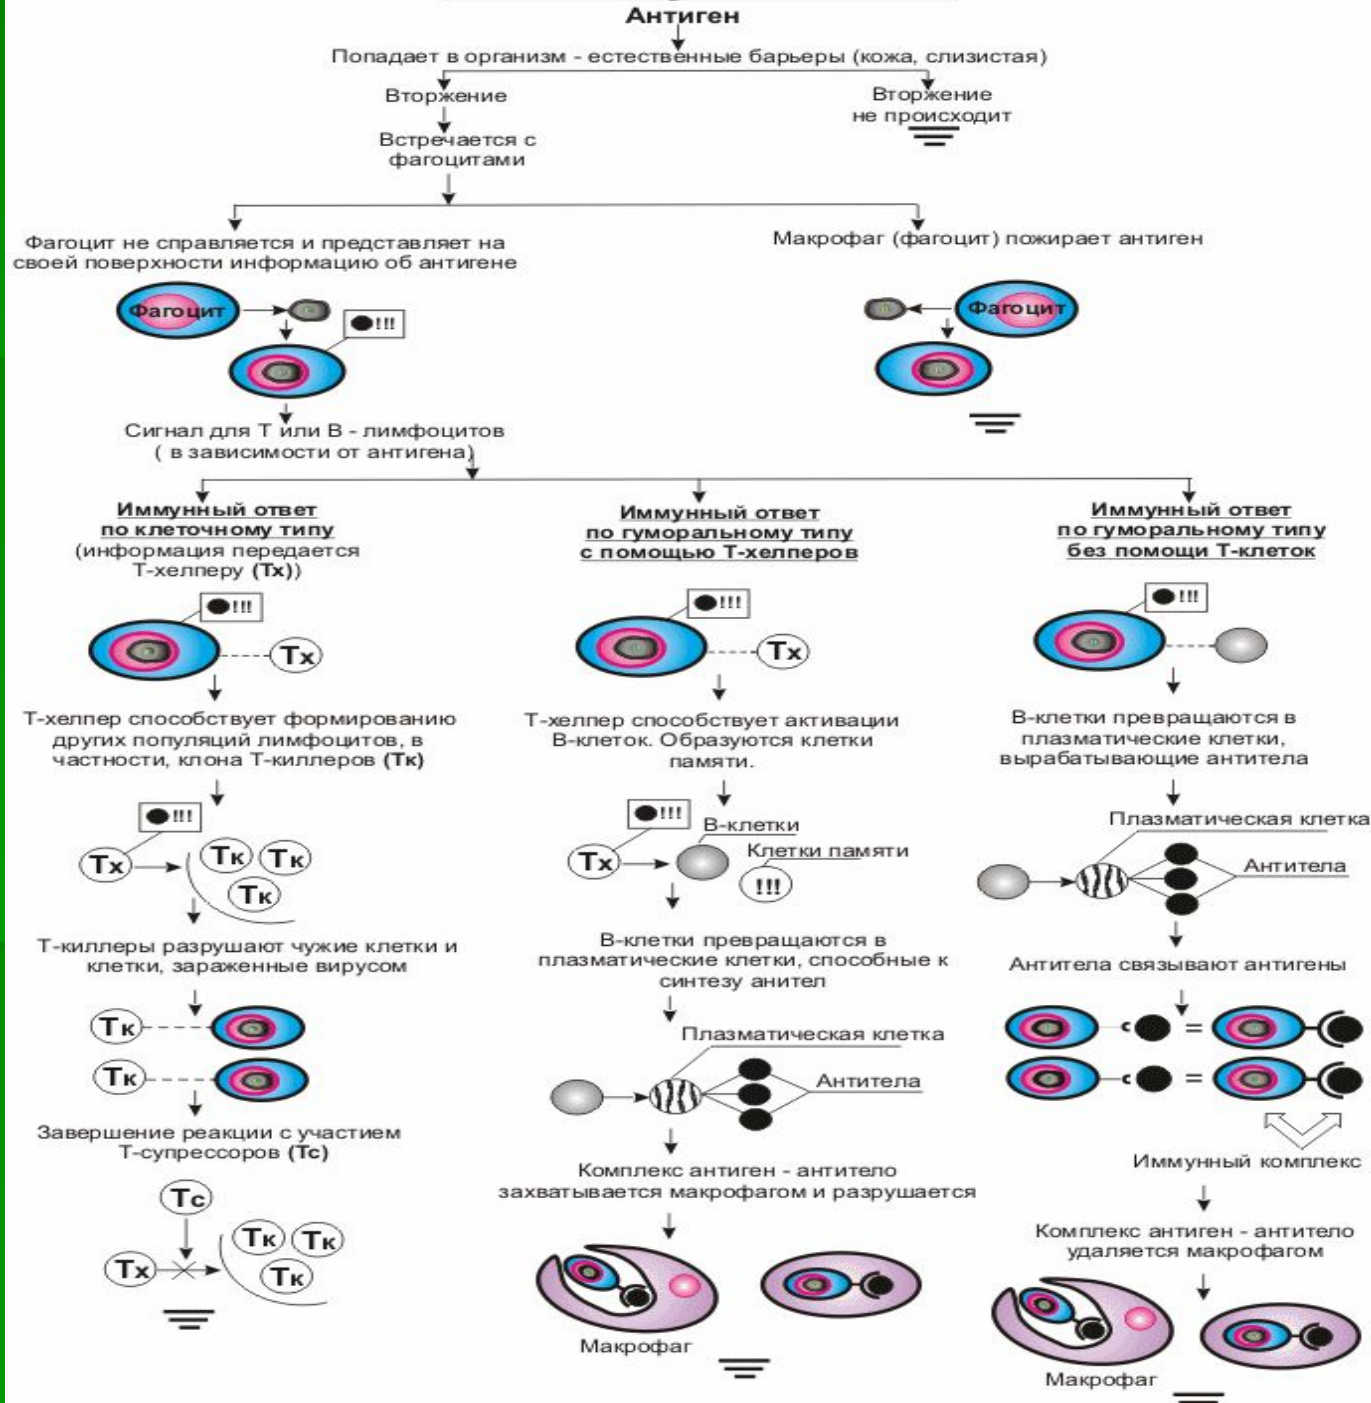 Антиген
Попадает в организм - естественные барьеры (кожа, слизистая)
Вторжение
Вторжение
не происходит
Встречается с
фагоцитами
Фагоцит не справляется и представляет на
своей поверхности информацию об антигене
Макрофаг (фагоцит) пожирает антиген
Фагоцит
!!!
Фагоцит
Сигнал для Т или В - лимфоцитов
( в зависимости от антигена)
Иммунный ответ
по клеточному типу
(информация передается
Т-хелперу (Тх))
!!!
Тх
Т-хелпер способствует формированию
других популяций лимфоцитов, в
частности, клона Т-киллеров (Тк)
!!!
Тх
Тк Тк
Тк
Т-киллеры разрушают чужие клетки и
клетки, зараженные вирусом
Тк
Тк
Завершение реакции с участием
Т-супрессоров (Тс)
Тс
Тх
Тк Тк
Тк
Иммунный ответ
по гуморальному типу
с помощью Т-хелперов
!!!
Тх
Т-хелпер способствует активации
В-клеток. Образуются клетки
памяти.
!!!
Тх
В-клетки
Клетки памяти
!!!
В-клетки превращаются в
плазматические клетки, способные к
синтезу анител
Плазматическая клетка
Антитела
Комплекс антиген - антитело
захватывается макрофагом и разрушается
Макрофаг
Иммунный ответ
по гуморальному типу
без помощи Т-клеток
!!!
В-клетки превращаются в
плазматические клетки,
вырабатывающие антитела
Плазматическая клетка
Антитела
Антитела связывают антигены
=
=
Иммунный комплекс
Комплекс антиген - антитело
удаляется макрофагом
Макрофаг